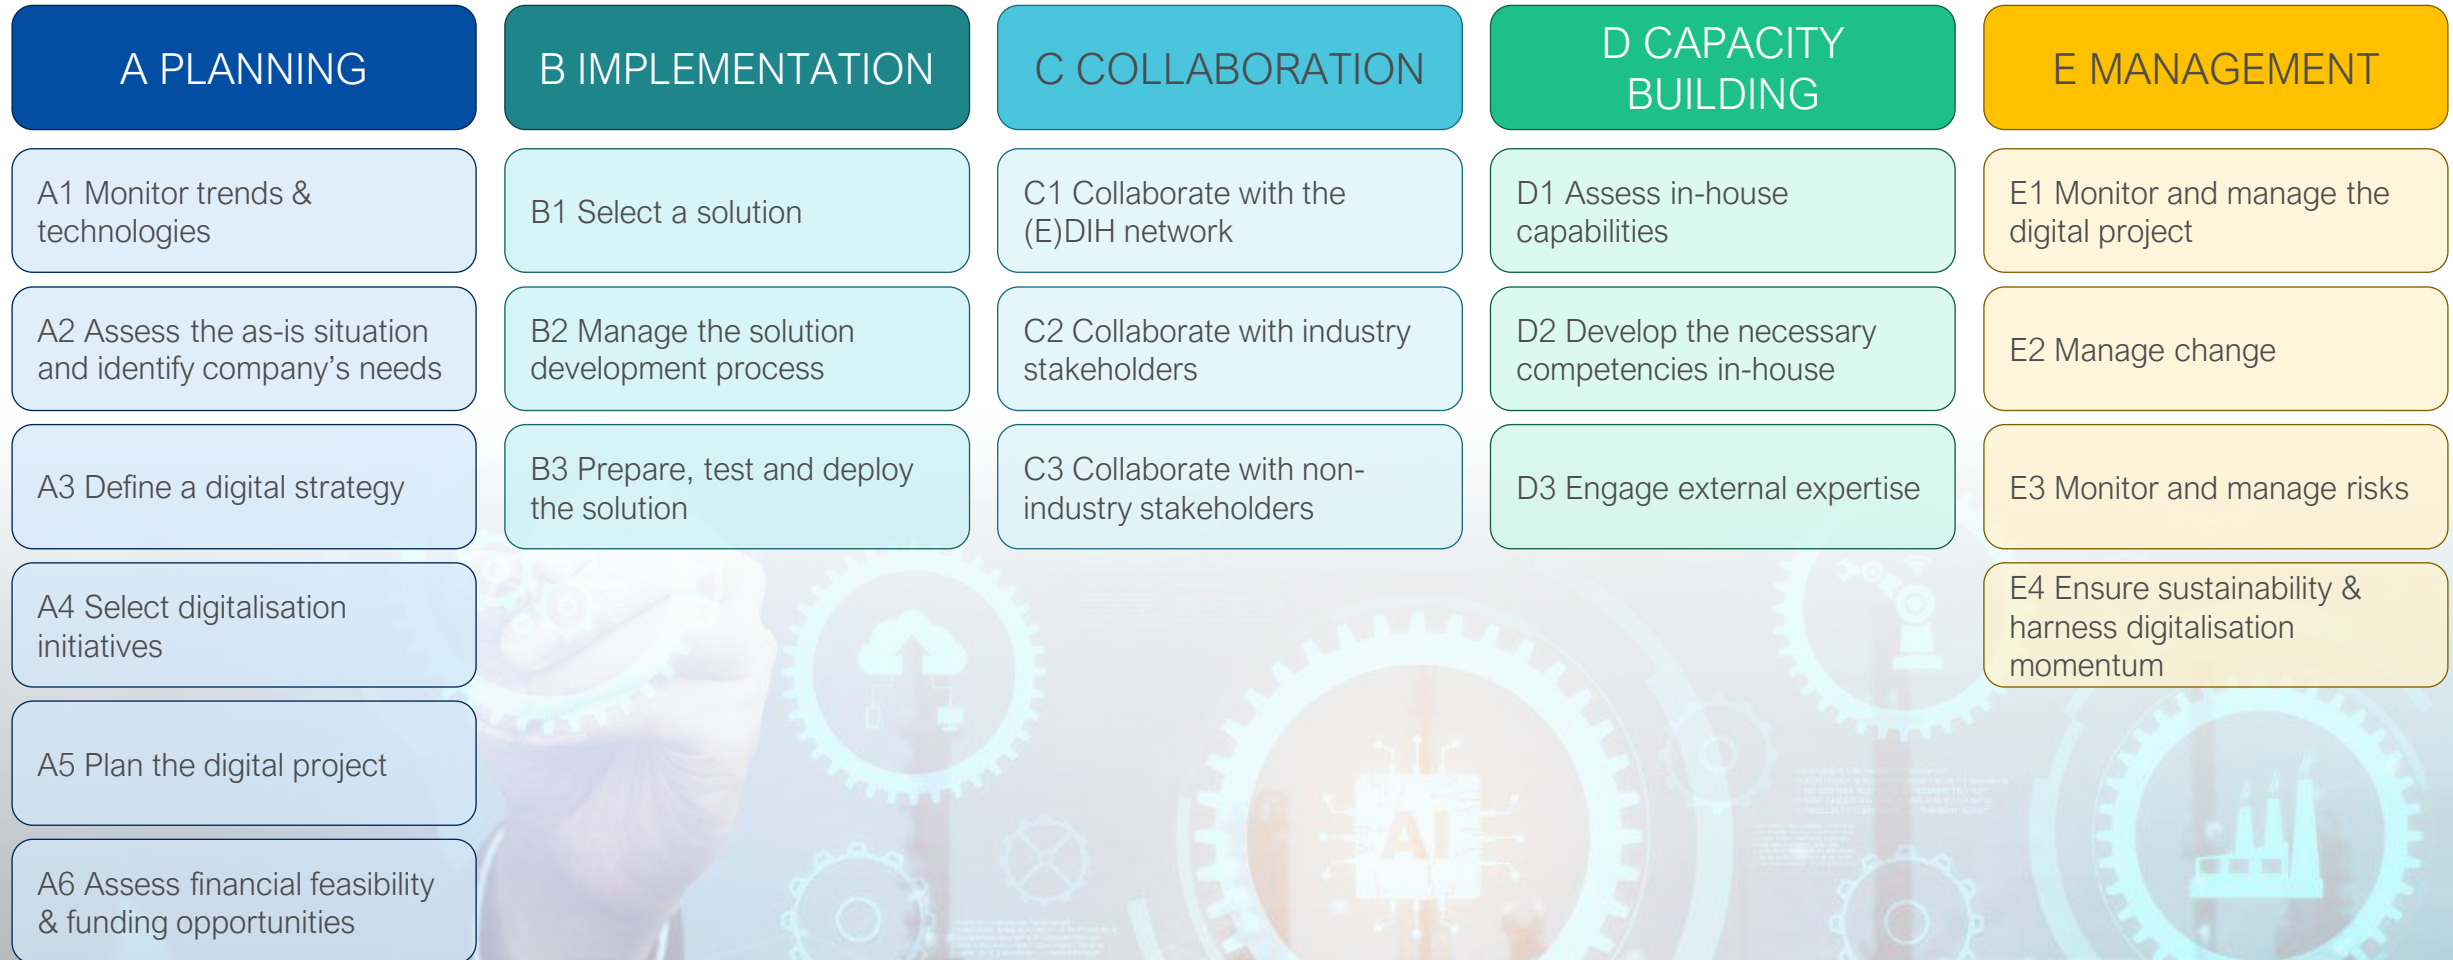 A PLANNING
A1 Monitor trends &
technologies
A2 Assess the as-is situation
and identify company’s needs
A3 Define a digital strategy
A4 Select digitalisation
initiatives
A5 Plan the digital project
A6 Assess financial feasibility
& funding opportunities
B IMPLEMENTATION
B1 Select a solution
B2 Manage the solution
development process
B3 Prepare, test and deploy
the solution
C COLLABORATION
C1 Collaborate with the
(E)DIH network
C2 Collaborate with industry
stakeholders
C3 Collaborate with non-
industry stakeholders
D CAPACITY
BUILDING
D1 Assess in-house
capabilities
D2 Develop the necessary
competencies in-house
D3 Engage external expertise
E MANAGEMENT
E1 Monitor and manage the
digital project
E2 Manage change
E3 Monitor and manage risks
E4 Ensure sustainability &
harness digitalisation
momentum
AI